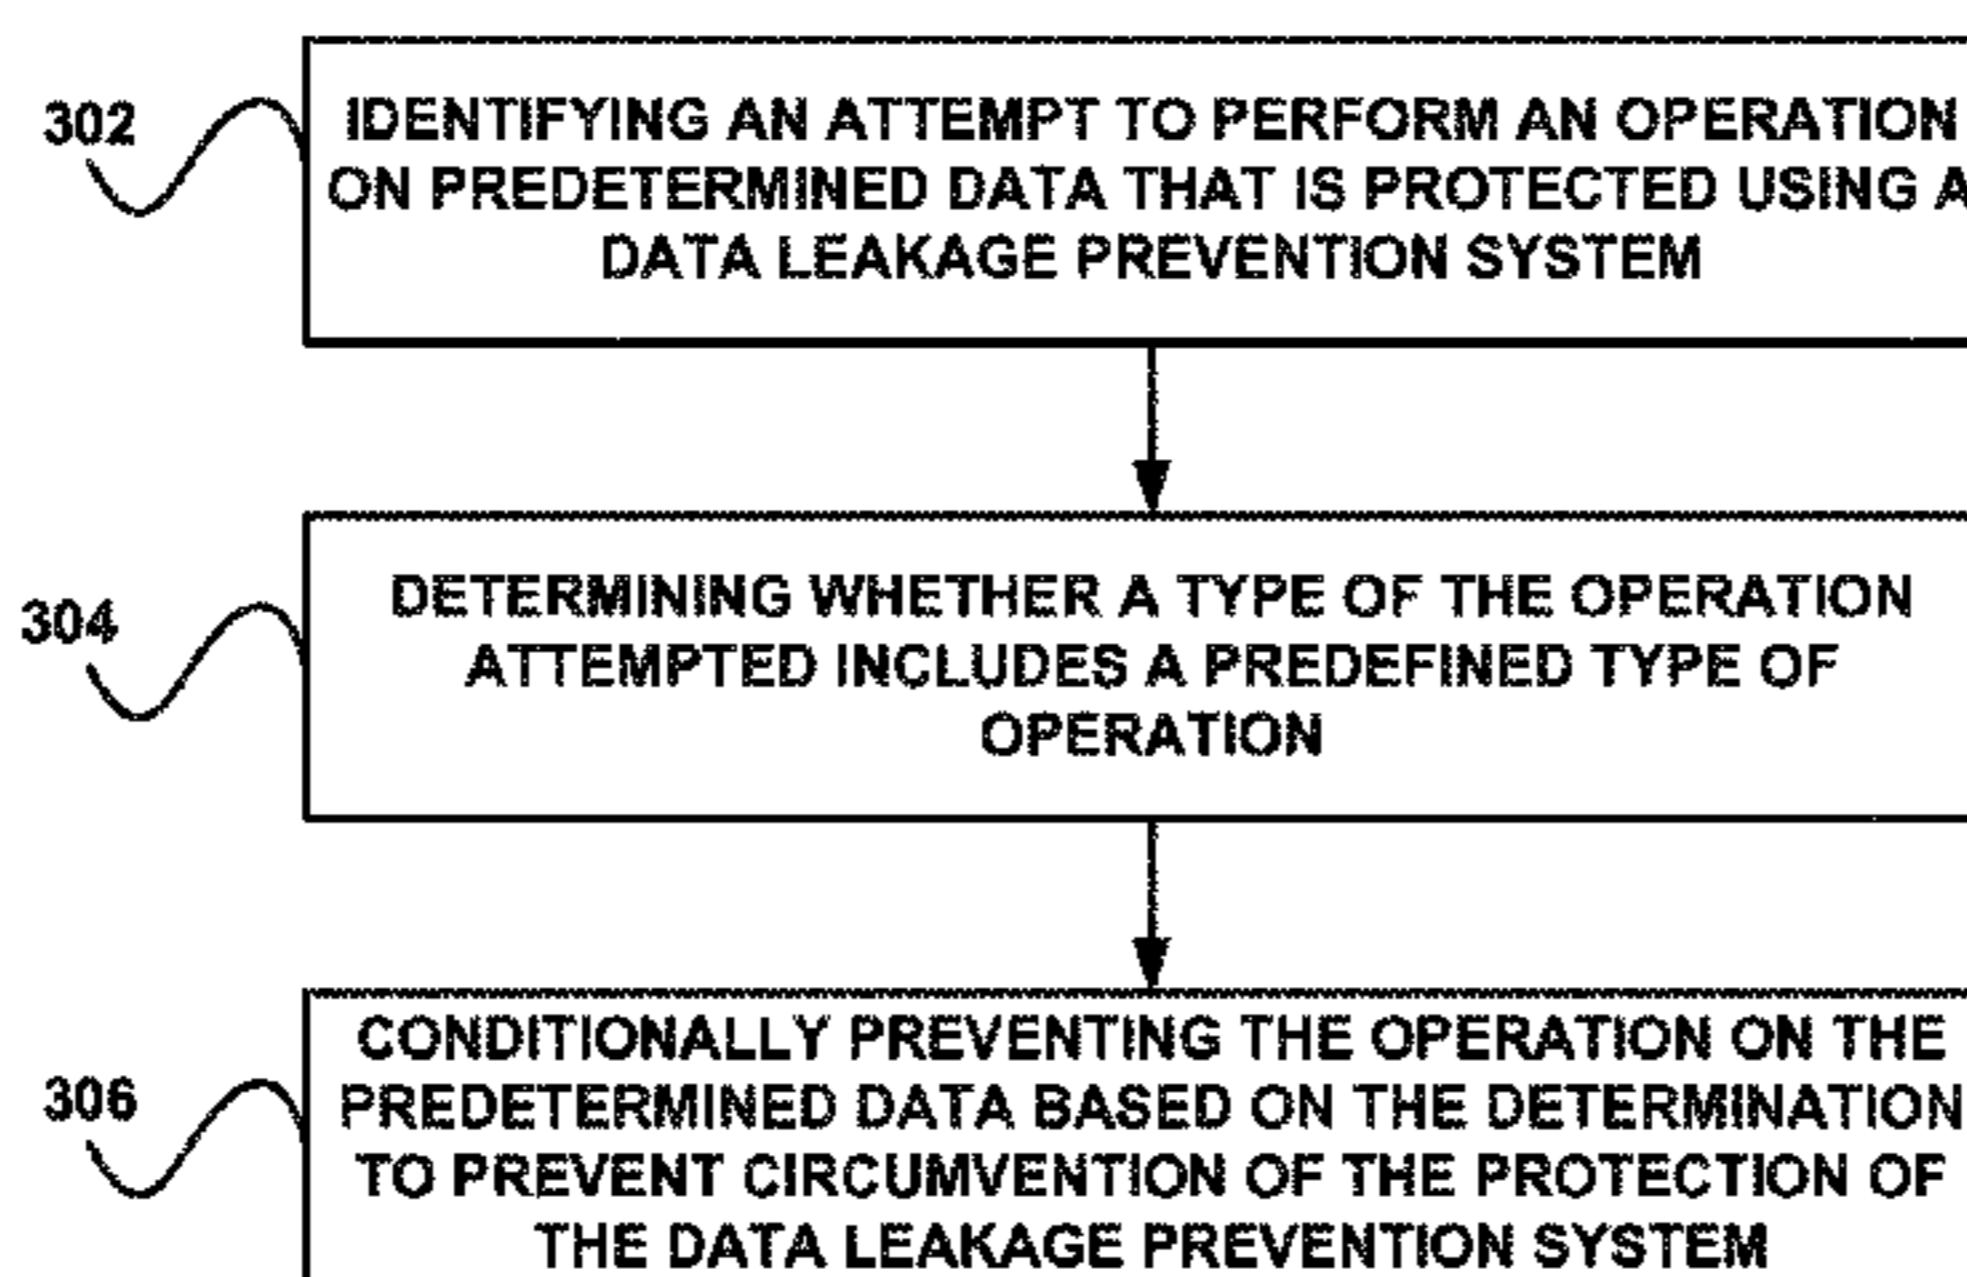 302
IDENTIFYING AN ATTEMPT TO PERFORM AN OPERATION
ON PREDETERMINED DATA THAT IS PROTECTED USING A
DATA LEAKAGE PREVENTION SYSTEM
304
DETERMINING WHETHER A TYPE OF THE OPERATION
ATTEMPTED INCLUDES A PREDEFINED TYPE OF
OPERATION
306
CONDITIONALLY PREVENTING THE OPERATION ON THE
PREDETERMINED DATA BASED ON THE DETERMINATION
TO PREVENT CIRCUMVENTION OF THE PROTECTION OF
THE DATA LEAKAGE PREVENTION SYSTEM